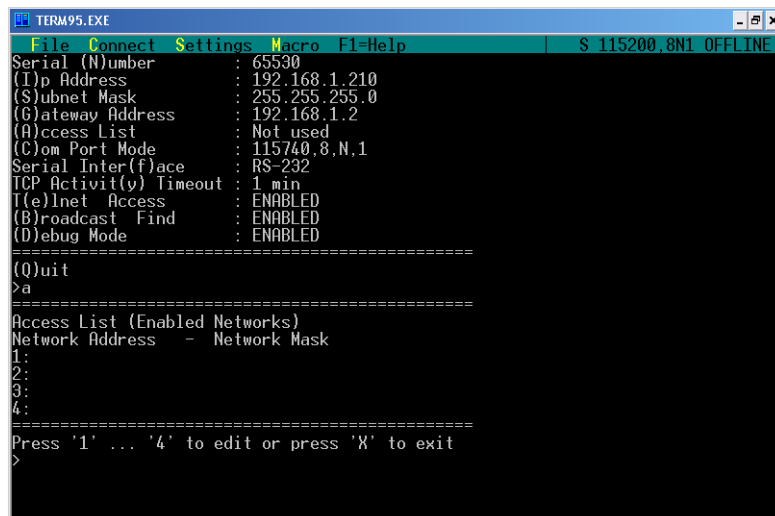 TERM95.EXE
File Connect Settings Macro F1=Help S 115200,8N1 OFFLINE
Serial (N)umber : 65530
(I)p Address : 192.168.1.210
(S)ubnet Mask : 255.255.255.0
(G)ateway Address : 192.168.1.2
(A)ccess List : Not used
(C)om Port Mode : 115740,8,N,1
Serial Inter(f)ace : RS-232
TCP Activit(y) Timeout : 1 min
T(e)lnet Access : ENABLED
(B)roadcast Find : ENABLED
(D)ebug Mode : ENABLED
================================================
(Q)uit
>a
================================================
Access List (Enabled Networks)
Network Address - Network Mask
1:
2:
3:
4:
================================================
Press '1' ... '4' to edit or press 'X' to exit
>